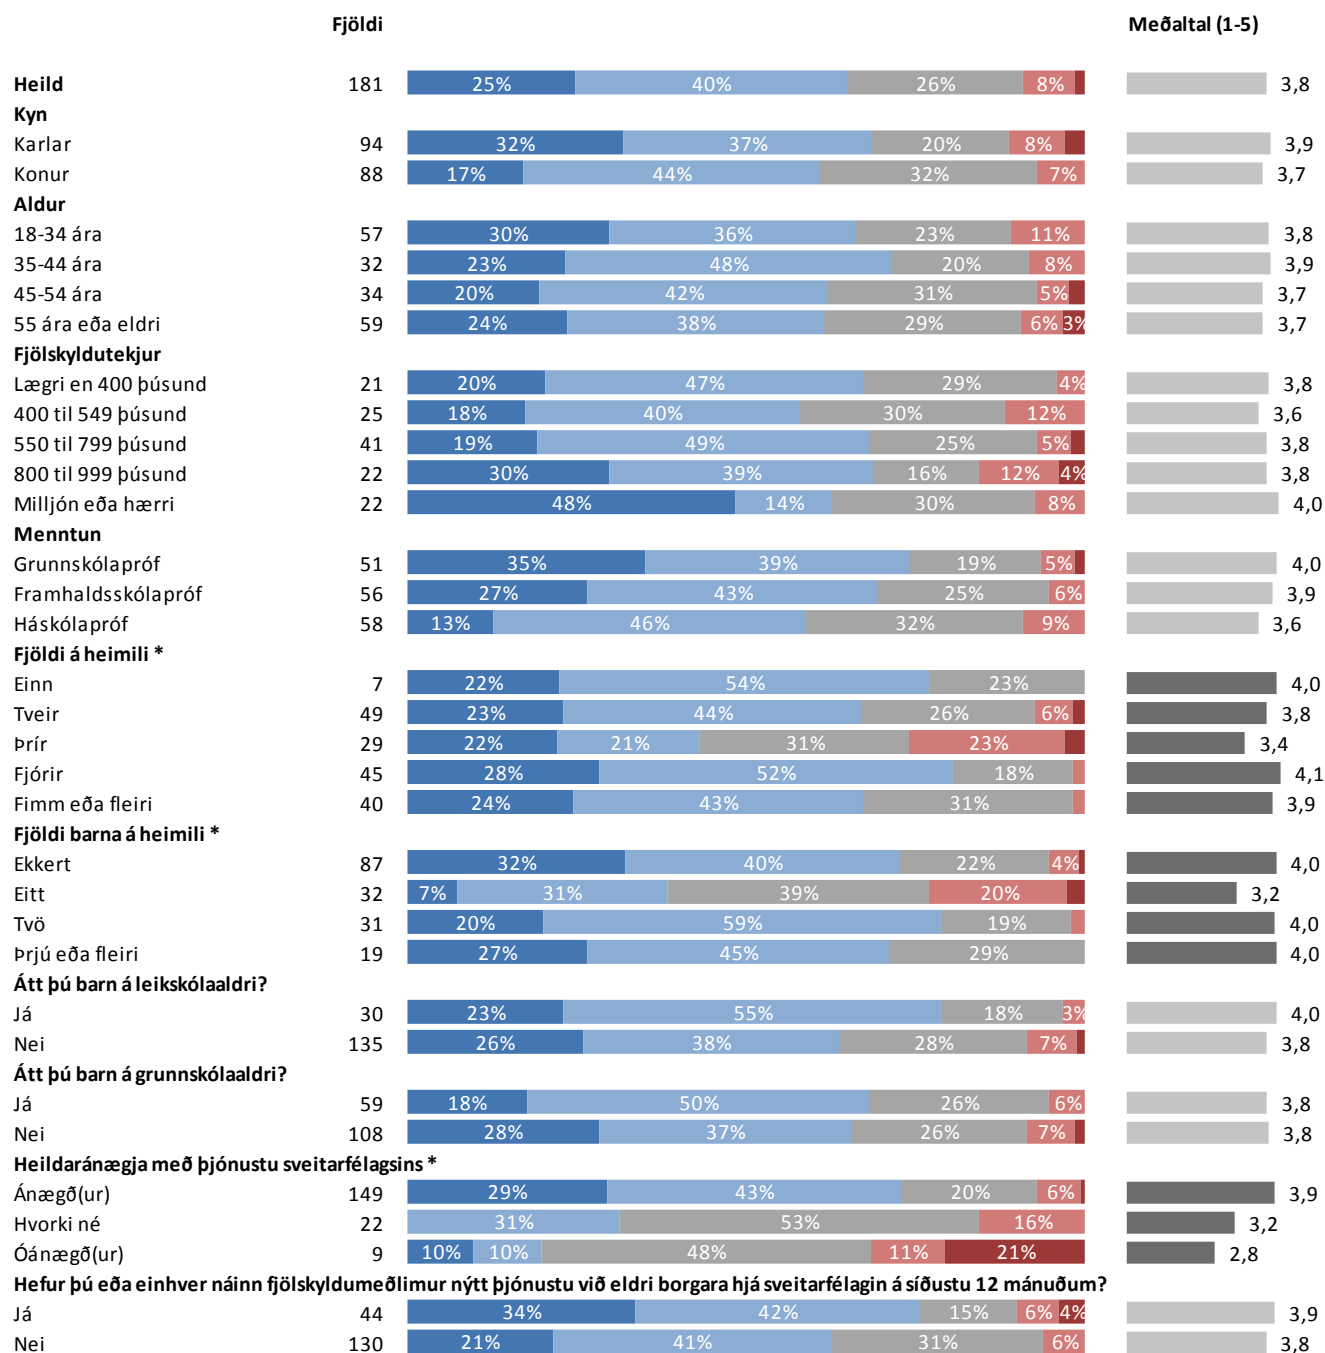 Fjöldi Meðaltal (1-5)
Heild 181 25% 40% 26% 8% 3,8
Kyn
Karlar 94 32% 37% 20% 8% 3,9
Konur 88 17% 44% 32% 7% 3,7
Aldur
18-34 ára 57 30% 36% 23% 11% 3,8
35-44 ára 32 23% 48% 20% 8% 3,9
45-54 ára 34 20% 42% 31% 5% 3,7
55 ára eða eldri 59 24% 38% 29% 6% 3% 3,7
Fjölskyldutekjur
Lægri en 400 þúsund 21 20% 47% 29% 4% 3,8
400 til 549 þúsund 25 18% 40% 30% 12% 3,6
550 til 799 þúsund 41 19% 49% 25% 5% 3,8
800 til 999 þúsund 22 30% 39% 16% 12% 4% 3,8
Milljón eða hærri 22 48% 14% 30% 8% 4,0
Menntun
Grunnskólapróf 51 35% 39% 19% 5% 4,0
Framhaldsskólapróf 56 27% 43% 25% 6% 3,9
Háskólapróf 58 13% 46% 32% 9% 3,6
Fjöldi á heimili *
Einn 7 22% 54% 23% 4,0
Tveir 49 23% 44% 26% 6% 3,8
Þrír 29 22% 21% 31% 23% 3,4
Fjórir 45 28% 52% 18% 4,1
Fimm eða fleiri 40 24% 43% 31% 3,9
Fjöldi barna á heimili *
Ekkert 87 32% 40% 22% 4% 4,0
Eitt 32 7% 31% 39% 20% 3,2
Tvö 31 20% 59% 19% 4,0
Þrjú eða fleiri 19 27% 45% 29% 4,0
Átt þú barn á leikskólaaldri?
Já 30 23% 55% 18% 3% 4,0
Nei 135 26% 38% 28% 7% 3,8
Átt þú barn á grunnskólaaldri?
Já 59 18% 50% 26% 6% 3,8
Nei 108 28% 37% 26% 7% 3,8
Heildaránægja með þjónustu sveitarfélagsins *
Ánægð(ur) 149 29% 43% 20% 6% 3,9
Hvorki né 22 31% 53% 16% 3,2
Óánægð(ur) 9 10% 10% 48% 11% 21% 2,8
Hefur þú eða einhver náinn fjölskyldumeðlimur nýtt þjónustu við eldri borgara hjá sveitarfélagin á síðustu 12 mánuðum?
Já 44 34% 42% 15% 6% 4% 3,9
Nei 130 21% 41% 31% 6% 3,8